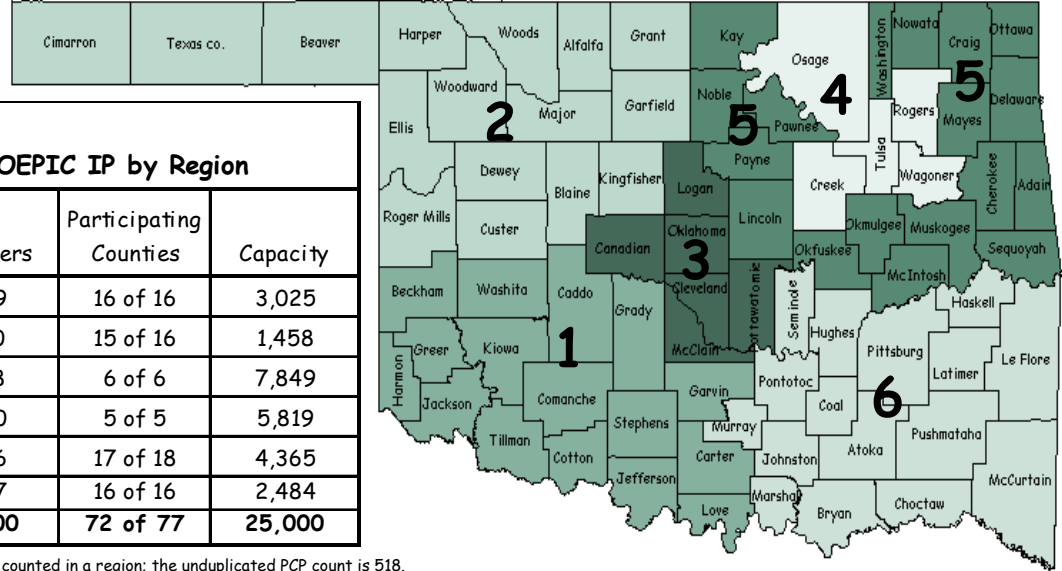 OEPIC IP by Region
Participating
ers Counties Capacity
9 16 of 16 3,025
0 15 of 16 1,458
3 6 of 6 7,849
0 5 of 5 5,819
6 17 of 18 4,365
7 16 of 16 2,484
00 72 of 77 25,000
counted in a region; the unduplicated PCP count is 518.
Cimarron Texas co. Beaver Harper Woods Alfalfa Grant Kay Osage Washington Nowata Craig Ottawa
Woodward Major Garfield Noble Pawnee Rogers Mayes Delaware
2 5 4 5
Ellis Dewey Blaine Kingfisher Logan Payne Creek Tulsa Wagoner Cherokee Adair
Roger Mills Custer Canadian Oklahoma Lincoln Okfuskee Okmulgee Muskogee Sequoyah
3
Beckham Washita Caddo Grady Cleveland Pottawatomie Seminole Hughes McIntosh Haskell
Harmon Greer Kiowa McClain Pittsburg Latimer Le Flore
1
Jackson Comanche Garvin Pontotoc Coal
6
Tillman Cotton Stephens Murray Carter Johnston Atoka Pushmataha McCurtain
Jefferson Love Marshal Bryan Choctaw